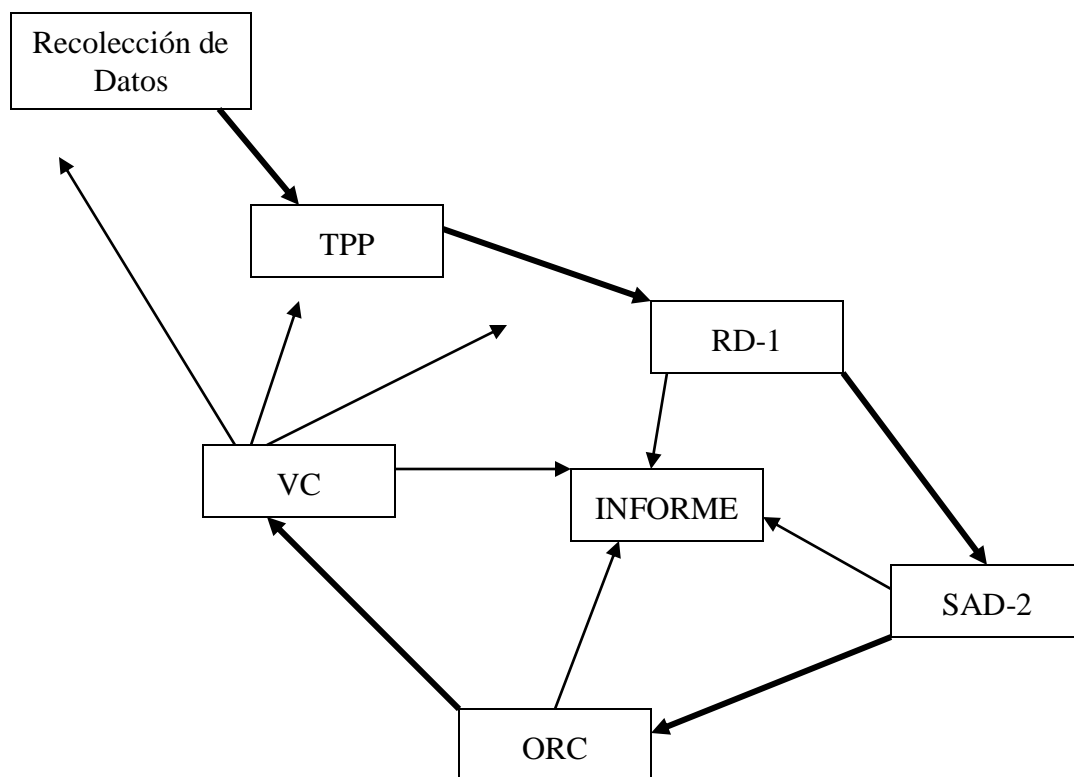 Recolección de
Datos
TPP
RD-1
VC
INFORME
SAD-2
ORC